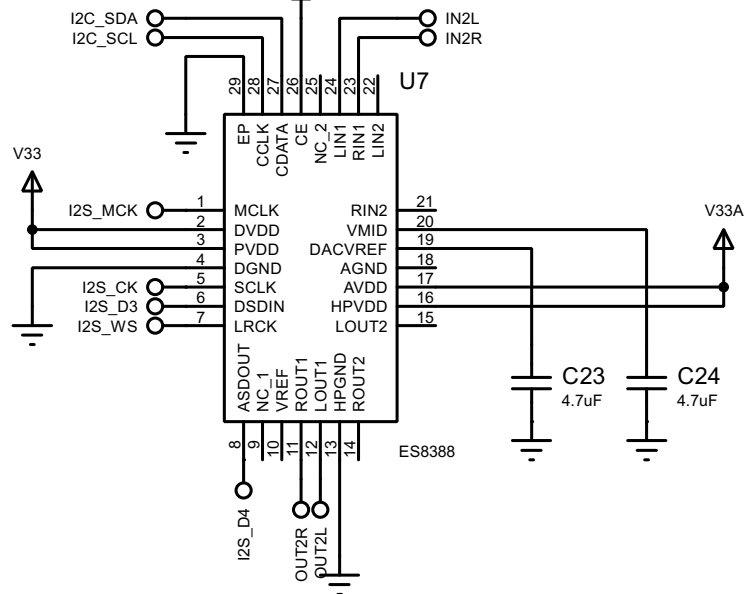 I2C_SDA
I2C_SCL
IN2L
IN2R
29 28 27 26 25 24 23 22
U7
EP CCLK CDATA CE NC_2 LIN1 RIN1 LIN2
V33
V33A
I2S_MCK 1 MCLK
2 DVDD
3 PVDD
4 DGND
I2S_CK 5 SCLK
I2S_D3 6 DSDIN
I2S_WS 7 LRCK
RIN2 21
VMID 20
DACVREF 19
AGND 18
AVDD 17
HPVDD 16
LOUT2 15
ASDOUT NC_1 VREF ROUT1 LOUT1 HPGND ROUT2
8 9 10 11 12 13 14
C23
4.7uF
C24
4.7uF
ES8388
I2S_D4
OUT2R
OUT2L